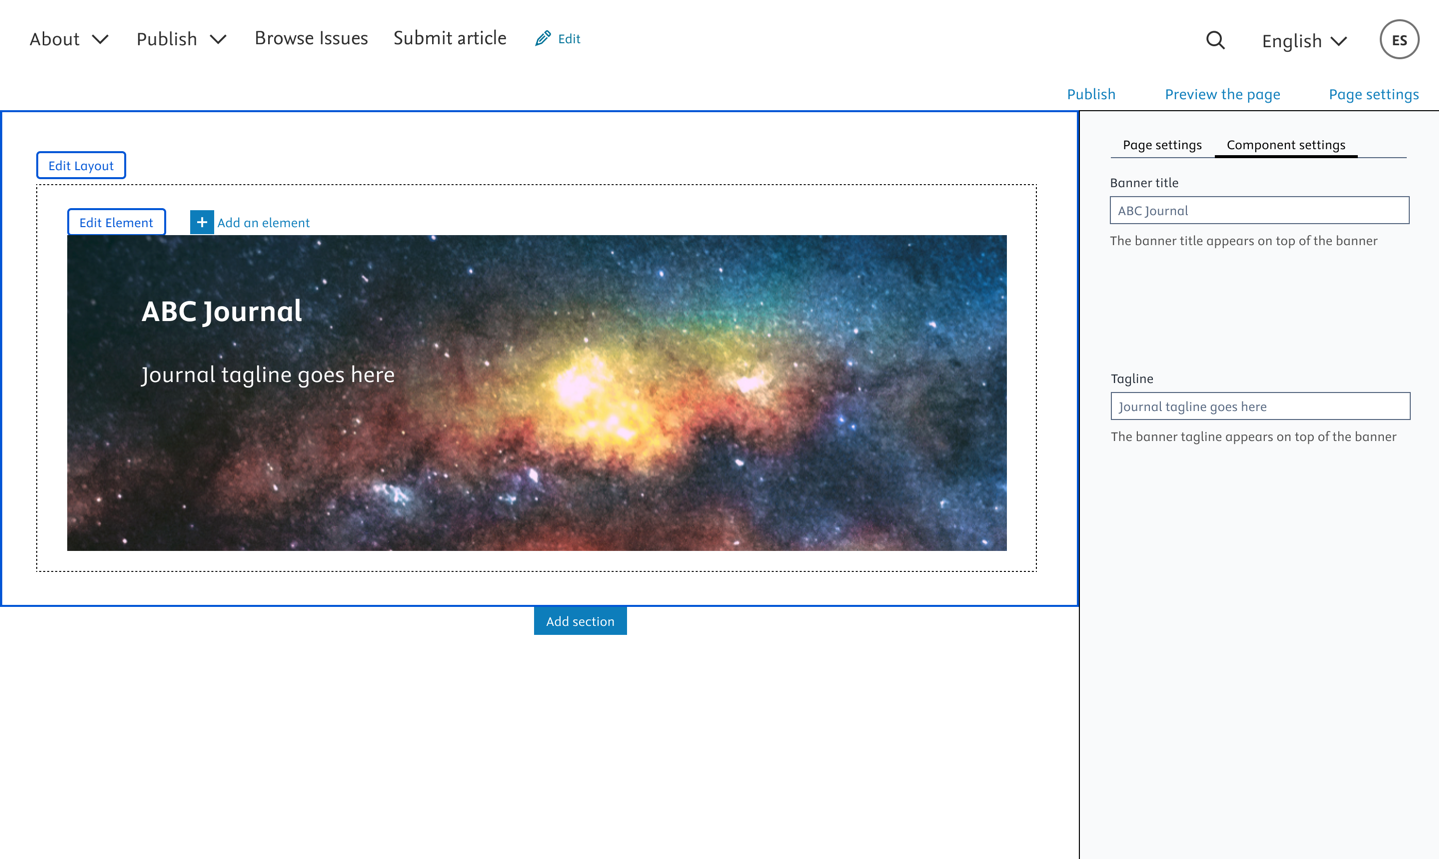 About Publish Browse Issues Submit article Edit English ES
Publish Preview the page Page settings
Edit Layout
Edit Element + Add an element
ABC Journal
Journal tagline goes here
Add section
Page settings Component settings
Banner title
ABC Journal
The banner title appears on top of the banner
Tagline
Journal tagline goes here
The banner tagline appears on top of the banner